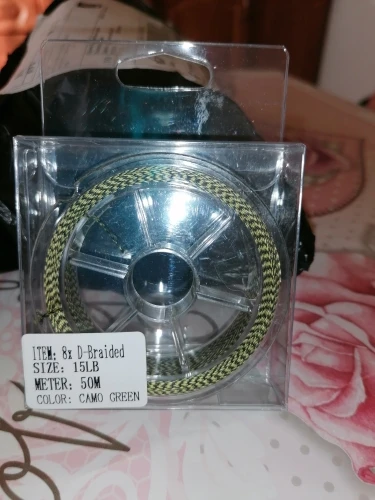 ITEM: 8x D-Braided
SIZE: 15LB
METER: 50M
COLOR: CAMO GREEN